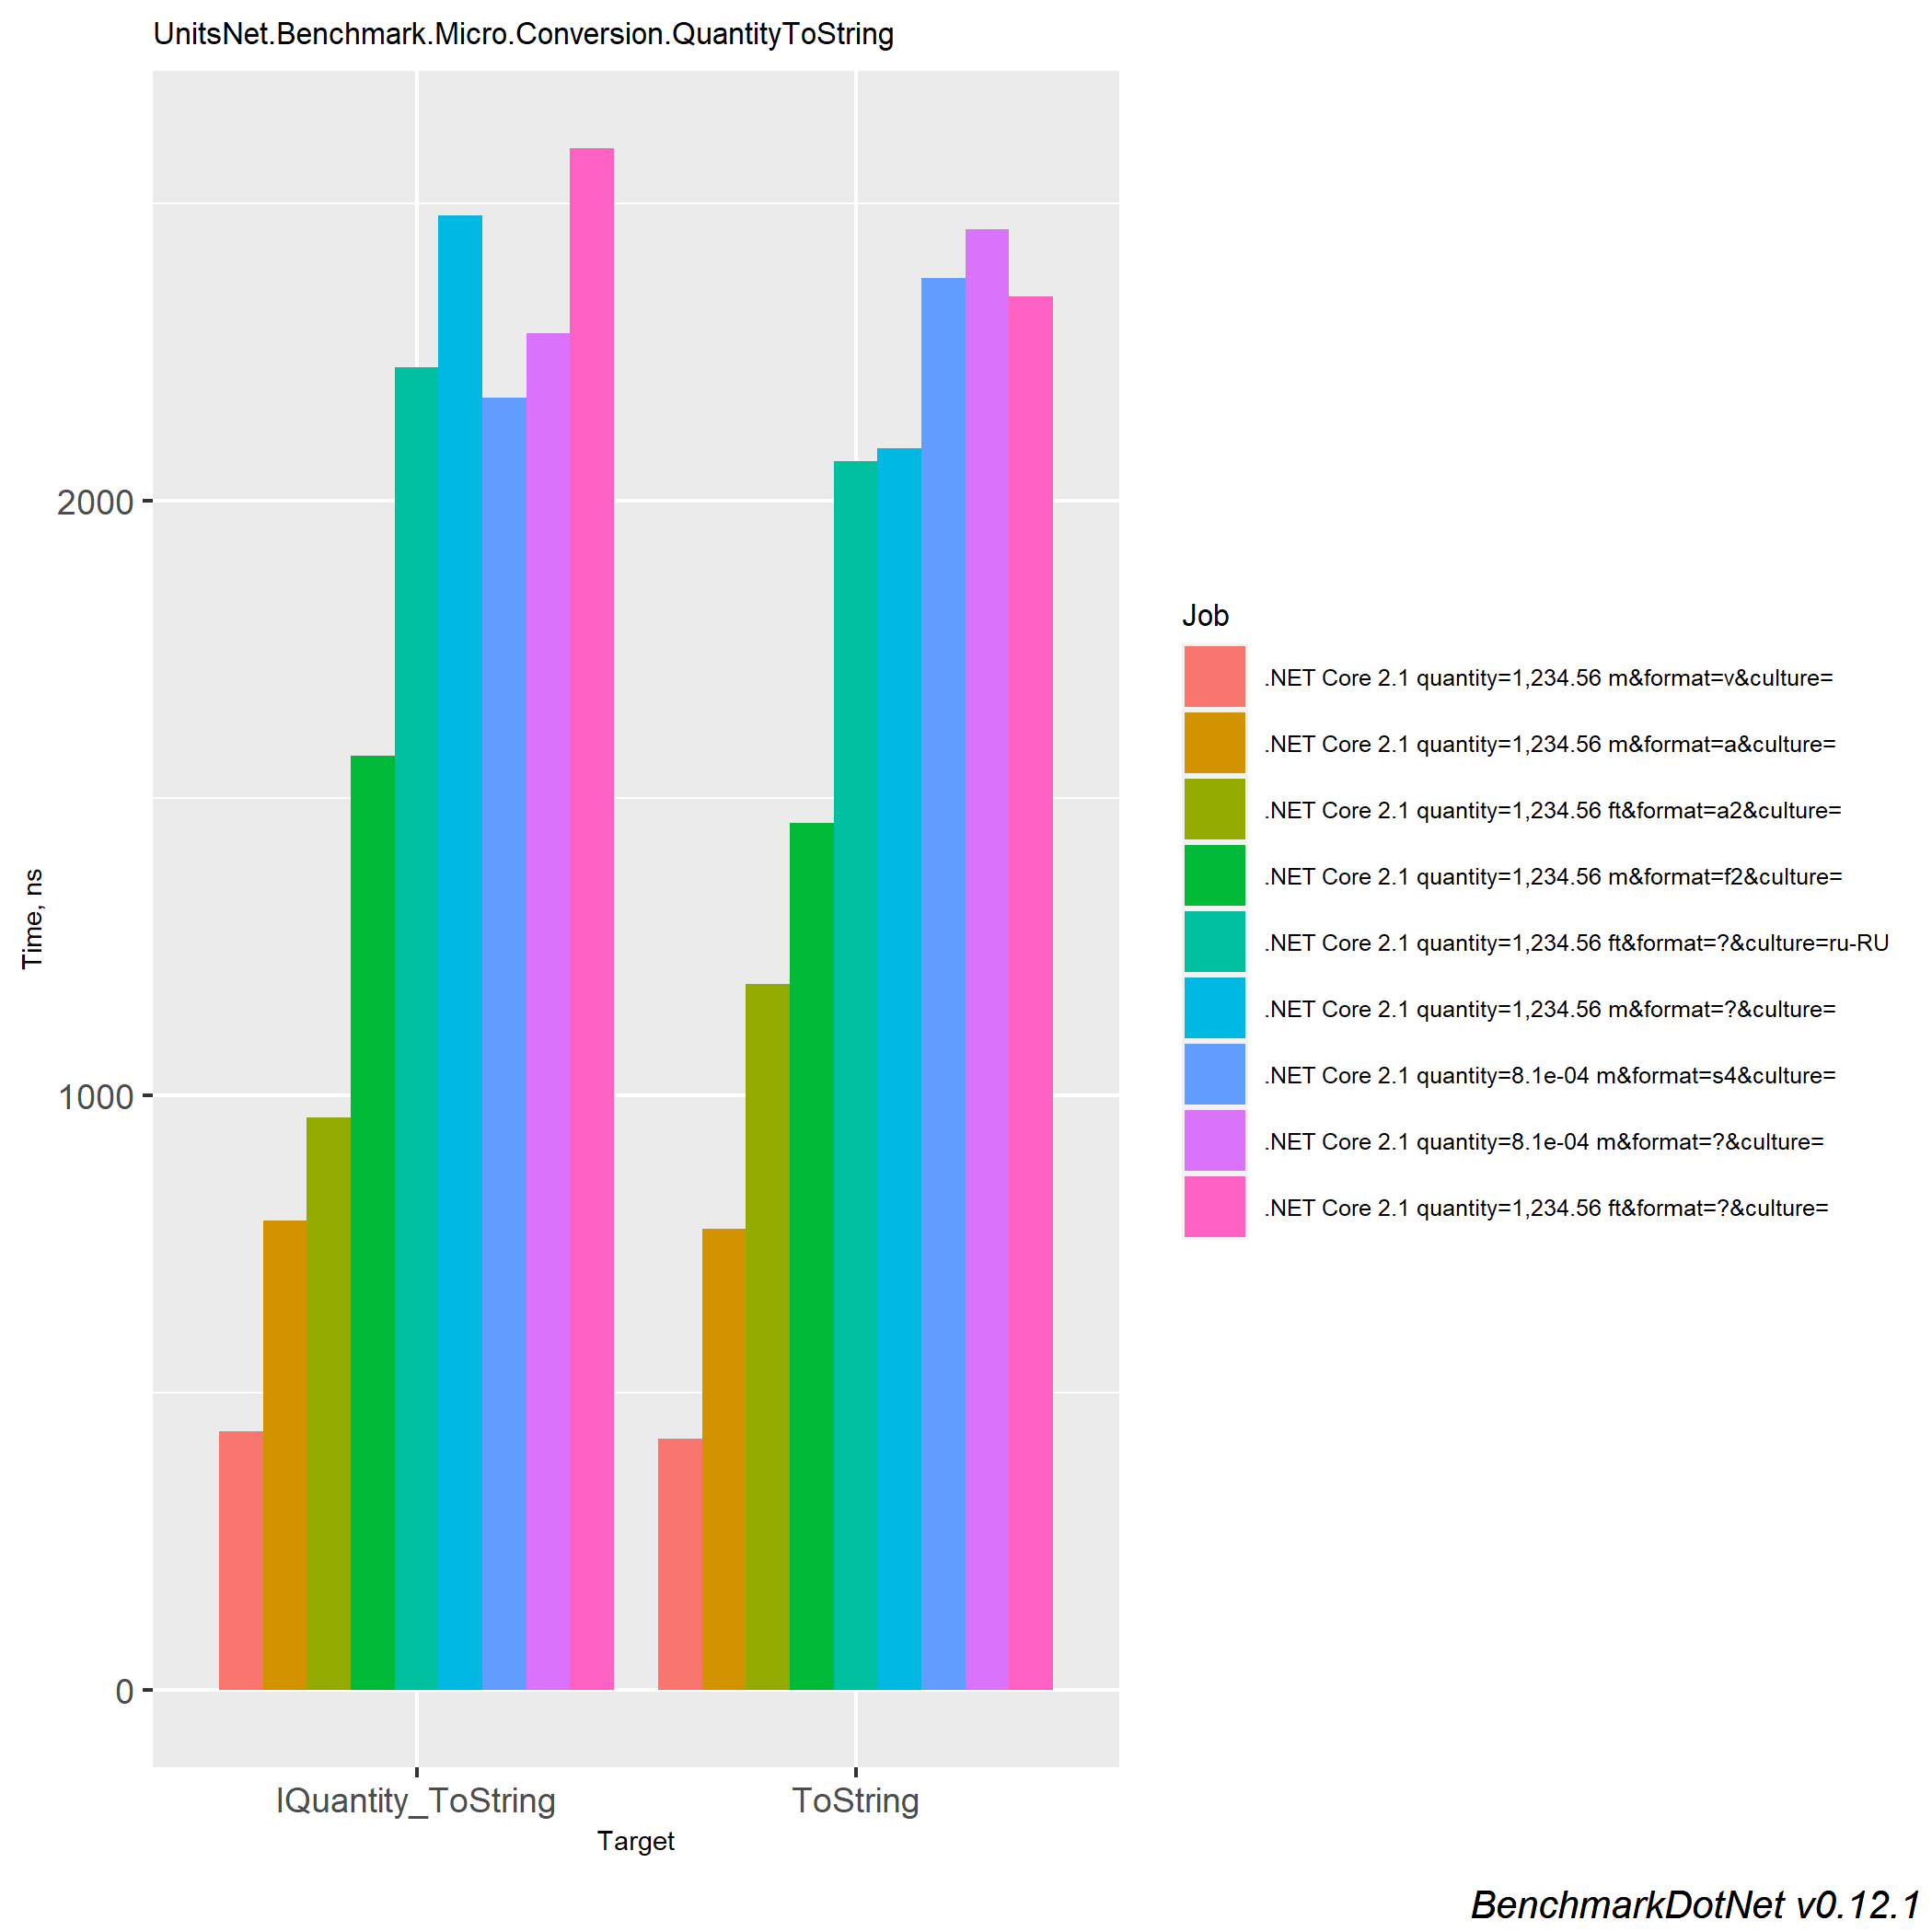 UnitsNet.Benchmark.Micro.Conversion.QuantityToString
Time, ns
2000
1000
0
IQuantity_ToString
ToString
Target
Job
.NET Core 2.1 quantity=1,234.56 m&format=v&culture=
.NET Core 2.1 quantity=1,234.56 m&format=a&culture=
.NET Core 2.1 quantity=1,234.56 ft&format=a2&culture=
.NET Core 2.1 quantity=1,234.56 m&format=f2&culture=
.NET Core 2.1 quantity=1,234.56 ft&format=?&culture=ru-RU
.NET Core 2.1 quantity=1,234.56 m&format=?&culture=
.NET Core 2.1 quantity=8.1e-04 m&format=s4&culture=
.NET Core 2.1 quantity=8.1e-04 m&format=?&culture=
.NET Core 2.1 quantity=1,234.56 ft&format=?&culture=
BenchmarkDotNet v0.12.1